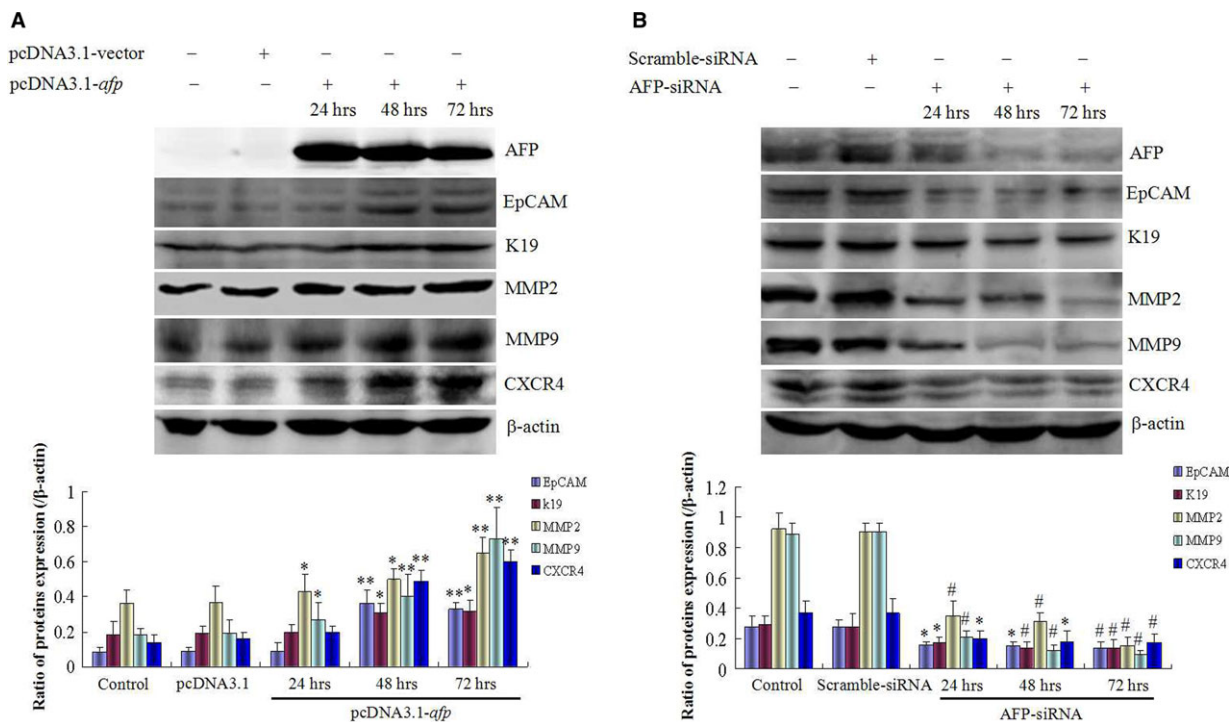 A
pcDNA3.1-vector – + – – –
pcDNA3.1-afp – – + + +
24 hrs 48 hrs 72 hrs
AFP
EpCAM
K19
MMP2
MMP9
CXCR4
β-actin
Ratio of proteins expression (/β-actin)
1
0.8
0.6
0.4
0.2
0
** * * ** **
** * ** ** **
* *
EpCAM
k19
MMP2
MMP9
CXCR4
Control pcDNA3.1 24 hrs 48 hrs 72 hrs
pcDNA3.1-afp
B
Scramble-siRNA – + – – –
AFP-siRNA – – + + +
24 hrs 48 hrs 72 hrs
AFP
EpCAM
K19
MMP2
MMP9
CXCR4
β-actin
Ratio of proteins expression (/β-actin)
1.2
1
0.8
0.6
0.4
0.2
0
* * # # *
* # # # *
# # # # #
EpCAM
K19
MMP2
MMP9
CXCR4
Control Scramble-siRNA 24 hrs 48 hrs 72 hrs
AFP-siRNA